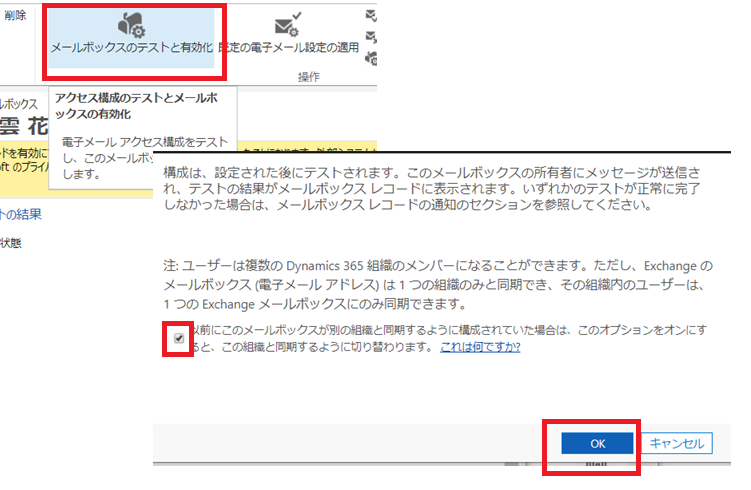 削除
メールボックスのテストと有効化
既定の電子メール設定の適用
操作
アクセス構成のテストとメールボ
ックスの有効化
電子メール アクセス構成をテスト
し、このメールボッ
します。
ールボックス
雲 花
ードを有効に
oft のプライバ
トの結果
状態
構成は、設定された後にテストされます。このメールボックスの所有者にメッセージが送信さ
れ、テストの結果がメールボックス レコードに表示されます。いずれかのテストが正常に完了
しなかった場合は、メールボックス レコードの通知のセクションを参照してください。
注: ユーザーは複数の Dynamics 365 組織のメンバーになることができます。ただし、Exchange の
メールボックス (電子メール アドレス) は 1 つの組織のみと同期でき、その組織内のユーザーは、
1 つの Exchange メールボックスにのみ同期できます。
以前にこのメールボックスが別の組織と同期するように構成されていた場合は、このオプションをオンにす
ると、この組織と同期するように切り替わります。 これは何ですか?
OK
キャンセル